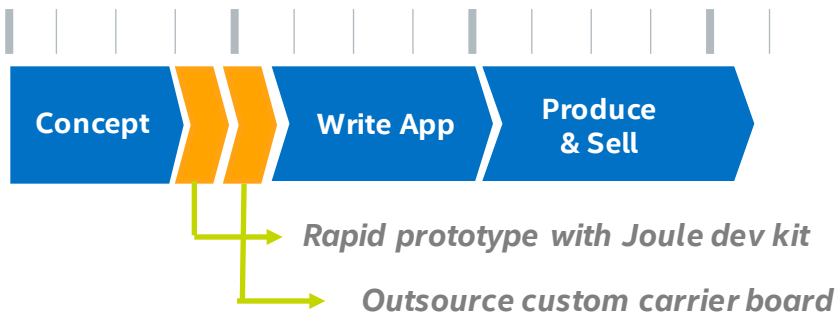 Concept
Write App
Produce
& Sell
Rapid prototype with Joule dev kit
Outsource custom carrier board